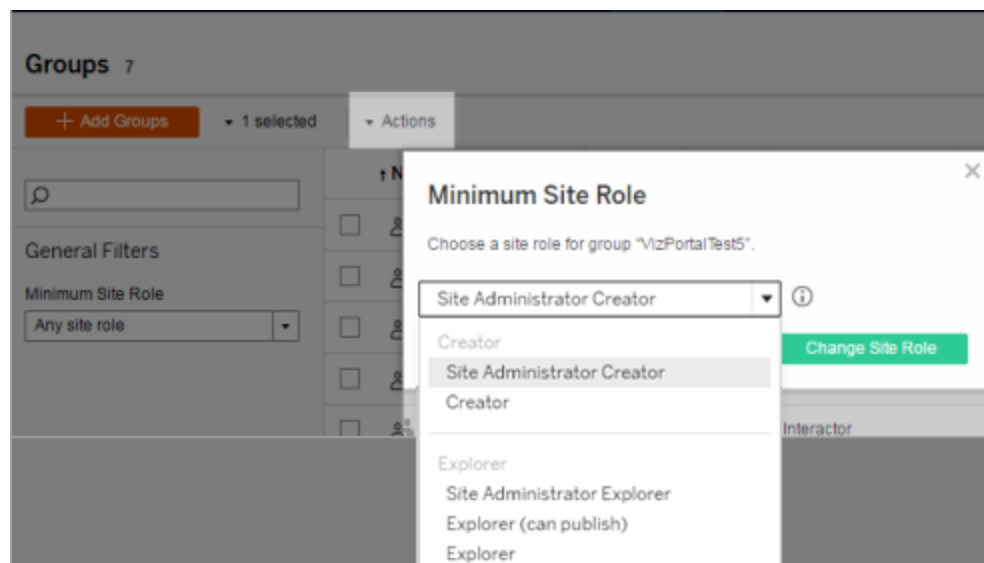 Groups 7
+ Add Groups
1 selected
Actions
↑ N
Minimum Site Role
Choose a site role for group "VizPortalTest5".
General Filters
Minimum Site Role
Any site role
Site Administrator Creator
Creator
Change Site Role
Site Administrator Creator
Creator
Interactor
Explorer
Site Administrator Explorer
Explorer (can publish)
Explorer